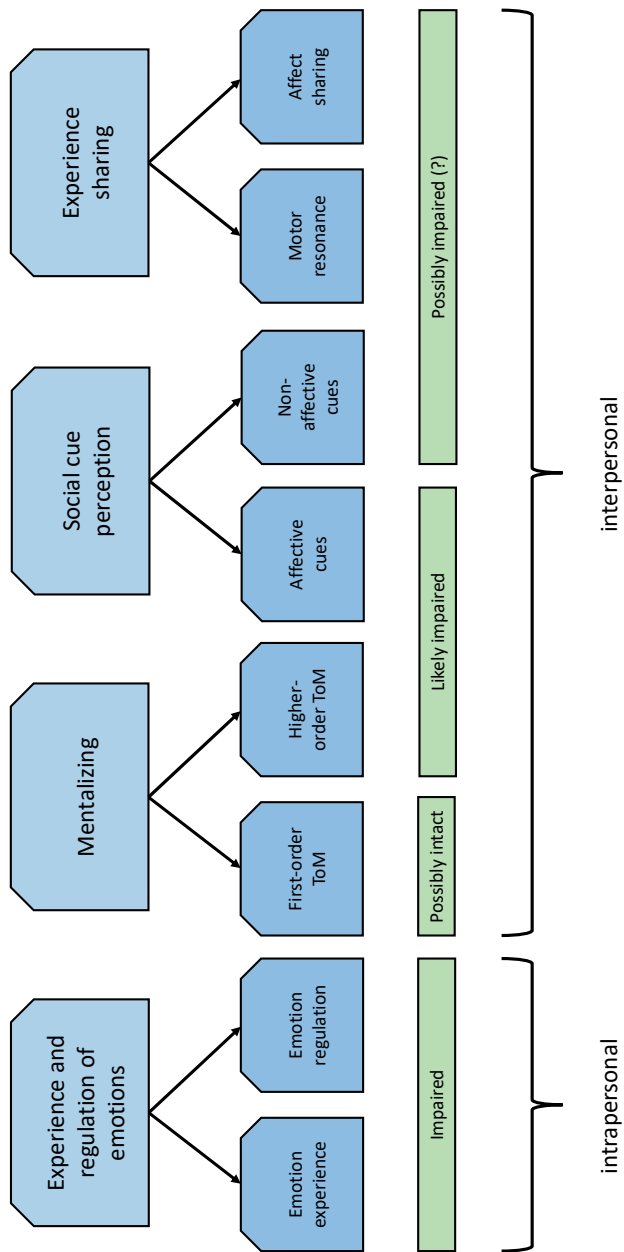 Experience and
regulation of
emotions
Mentalizing
Social cue
perception
Experience
sharing
Emotion
experience
Emotion
regulation
First-order
ToM
Higher-
order ToM
Affective
cues
Non-
affective
cues
Motor
resonance
Affect
sharing
Impaired
Possibly intact
Likely impaired
Possibly impaired (?)
intrapersonal
interpersonal